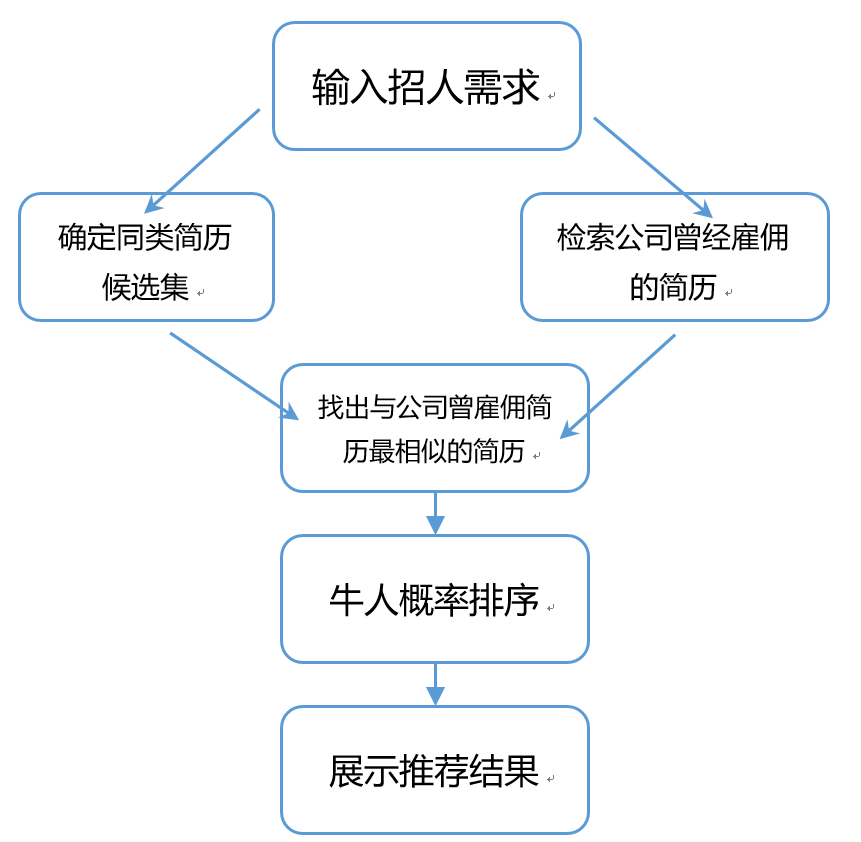 输入招人需求
确定同类简历
候选集
检索公司曾经雇佣
的简历
找出与公司曾雇佣简
历最相似的简历
牛人概率排序
展示推荐结果